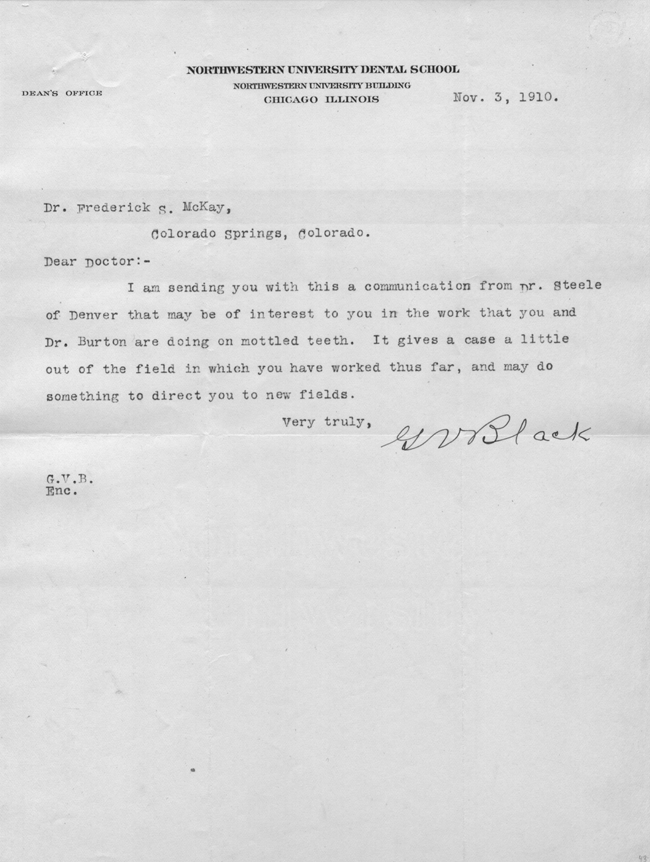 NORTHWESTERN UNIVERSITY DENTAL SCHOOL
NORTHWESTERN UNIVERSITY BUILDING
DEAN'S OFFICE
CHICAGO ILLINOIS
Nov. 3, 1910.
Dr. Frederick S. McKay,
Colorado Springs, Colorado.
Dear Doctor:-
I am sending you with this a communication from Dr. Steele
of Denver that may be of interest to you in the work that you and
Dr. Burton are doing on mottled teeth. It gives a case a little
out of the field in which you have worked thus far, and may do
something to direct you to new fields.
Very truly,
G V Black
G.V.B.
Enc.